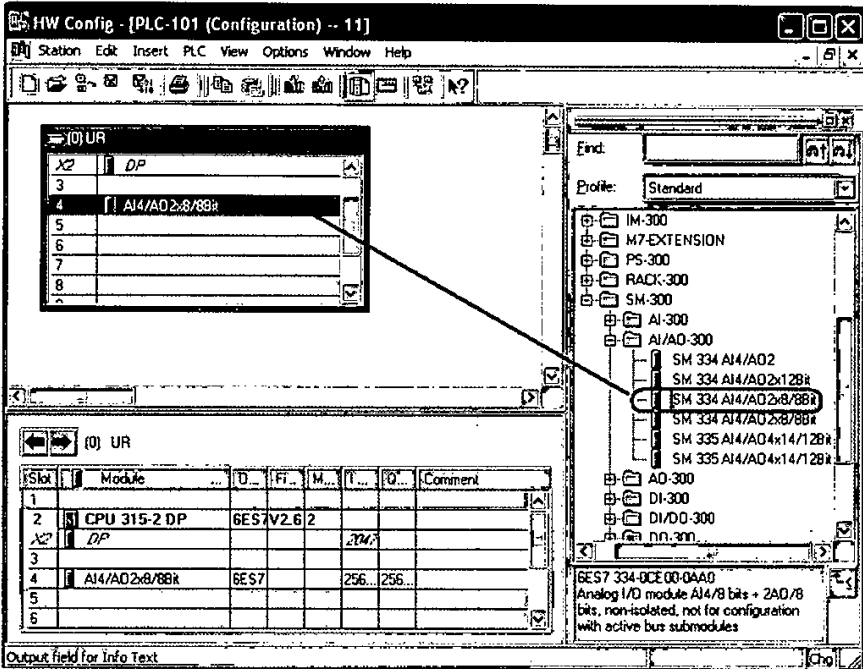 HW Config - [PLC-101 (Configuration) -- 11]
Station Edit Insert PLC View Options Window Help
(0) UR
X2 DP
3
4 AI4/AO2x8/8Bit
5
6
7
8
Find:
Profile: Standard
IM-300
M7-EXTENSION
PS-300
RACK-300
SM-300
AI-300
AI/AO-300
SM 334 AI4/AO2
SM 334 AI4/AO2x12Bit
SM 334 AI4/AO2x8/8Bit
SM 334 AI4/AO2x8/8Bit
SM 335 AI4/AO4x14/12Bit
SM 335 AI4/AO4x14/12Bit
AO-300
DI-300
DI/DO-300
DO-300
(0) UR
Slot Module ... D... Fi... M... I... Q... Comment
1
2 CPU 315-2 DP 6ES7 V2.6 2
X2 DP 2047
3
4 AI4/AO2x8/8Bit 6ES7 256... 256...
5
6
6ES7 334-0CE00-0AA0
Analog I/O module AI4/8 bits + 2AO/8
bits, non-isolated, not for configuration
with active bus submodules
Output field for Info Text
Chg